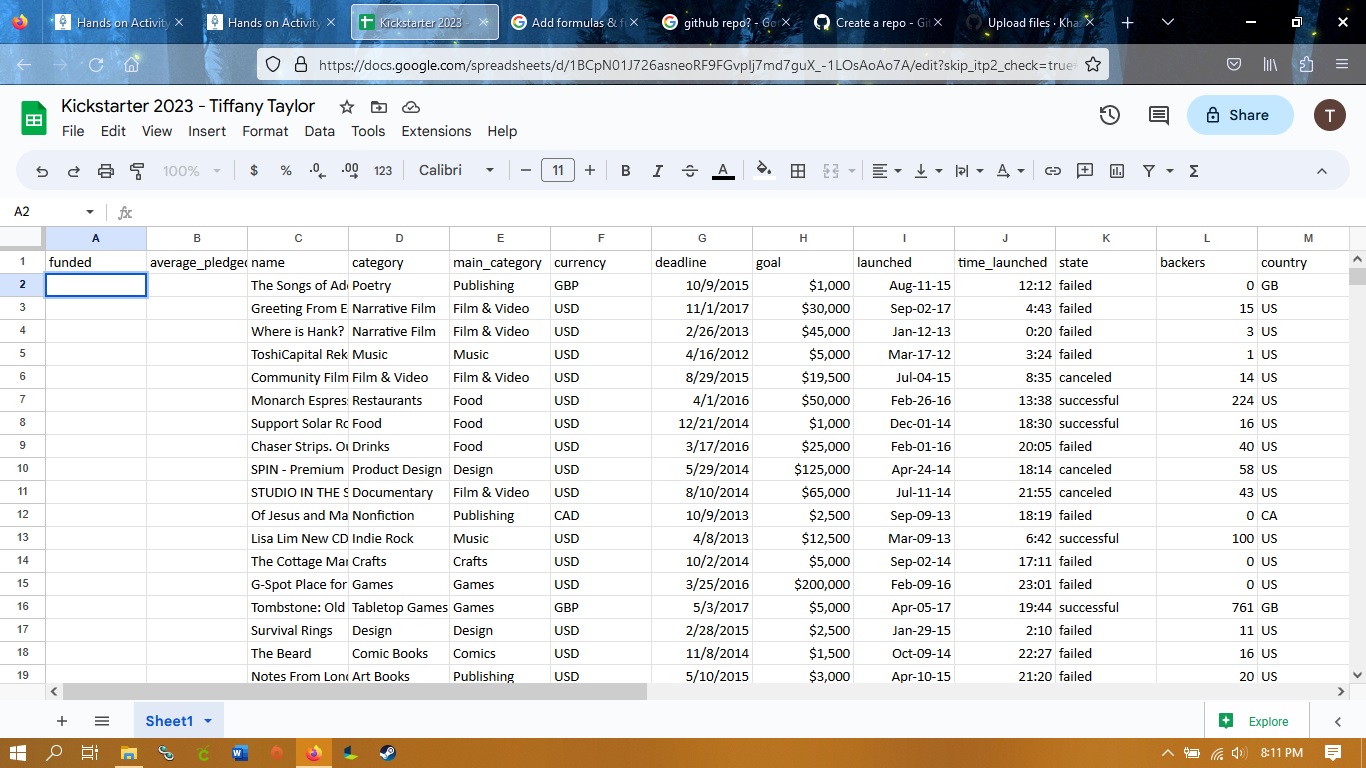 Hands on Activity
Hands on Activity
Kickstarter 2023 -
Add formulas & f
github repo? - Go
Create a repo - Git
Upload files · Kha
https://docs.google.com/spreadsheets/d/1BCpN01J726asneoRF9FGvpIj7md7guX_-1LOsAoAo7A/edit?skip_itp2_check=true
Kickstarter 2023 - Tiffany Taylor
File Edit View Insert Format Data Tools Extensions Help
Share
T
100% $ % .0 .00 123 Calibri 11 B I S A A Σ
A2 fx
A B C D E F G H I J K L M
1 funded average_pledged name category main_category currency deadline goal launched time_launched state backers country
2 The Songs of Ade Poetry Publishing GBP 10/9/2015 $1,000 Aug-11-15 12:12 failed 0 GB
3 Greeting From E Narrative Film Film & Video USD 11/1/2017 $30,000 Sep-02-17 4:43 failed 15 US
4 Where is Hank? Narrative Film Film & Video USD 2/26/2013 $45,000 Jan-12-13 0:20 failed 3 US
5 ToshiCapital Rek Music Music USD 4/16/2012 $5,000 Mar-17-12 3:24 failed 1 US
6 Community Film Film & Video Film & Video USD 8/29/2015 $19,500 Jul-04-15 8:35 canceled 14 US
7 Monarch Espres Restaurants Food USD 4/1/2016 $50,000 Feb-26-16 13:38 successful 224 US
8 Support Solar Ro Food Food USD 12/21/2014 $1,000 Dec-01-14 18:30 successful 16 US
9 Chaser Strips. Ou Drinks Food USD 3/17/2016 $25,000 Feb-01-16 20:05 failed 40 US
10 SPIN - Premium Product Design Design USD 5/29/2014 $125,000 Apr-24-14 18:14 canceled 58 US
11 STUDIO IN THE S Documentary Film & Video USD 8/10/2014 $65,000 Jul-11-14 21:55 canceled 43 US
12 Of Jesus and Ma Nonfiction Publishing CAD 10/9/2013 $2,500 Sep-09-13 18:19 failed 0 CA
13 Lisa Lim New CD Indie Rock Music USD 4/8/2013 $12,500 Mar-09-13 6:42 successful 100 US
14 The Cottage Mar Crafts Crafts USD 10/2/2014 $5,000 Sep-02-14 17:11 failed 0 US
15 G-Spot Place for Games Games USD 3/25/2016 $200,000 Feb-09-16 23:01 failed 0 US
16 Tombstone: Old Tabletop Games Games GBP 5/3/2017 $5,000 Apr-05-17 19:44 successful 761 GB
17 Survival Rings Design Design USD 2/28/2015 $2,500 Jan-29-15 2:10 failed 11 US
18 The Beard Comic Books Comics USD 11/8/2014 $1,500 Oct-09-14 22:27 failed 16 US
19 Notes From Lond Art Books Publishing USD 5/10/2015 $3,000 Apr-10-15 21:20 failed 20 US
Sheet1
Explore
8:11 PM